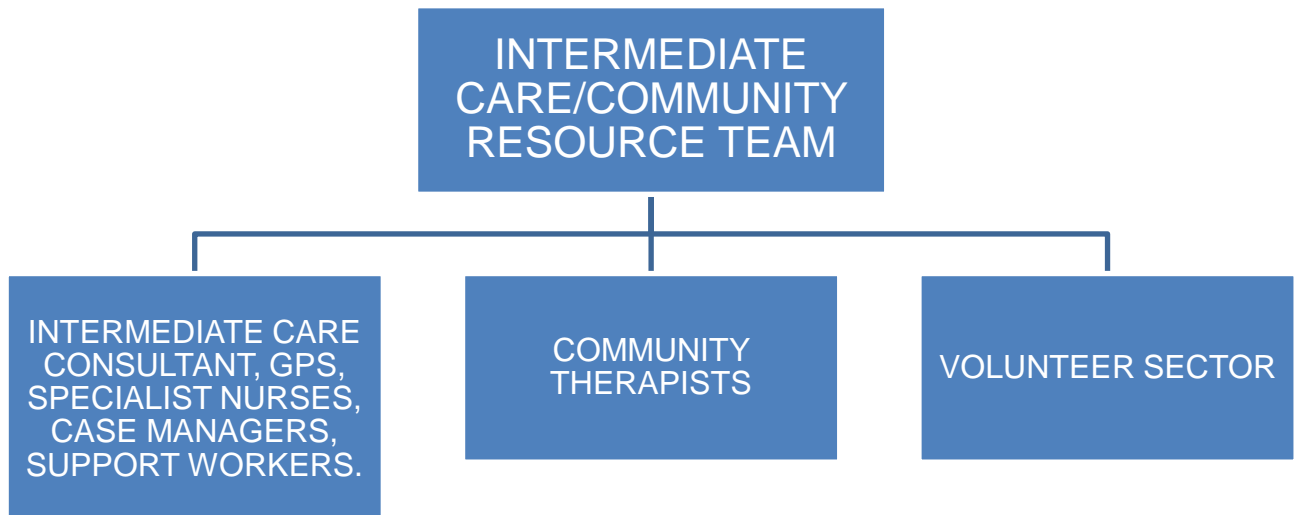 INTERMEDIATE
CARE/COMMUNITY
RESOURCE TEAM
INTERMEDIATE CARE
CONSULTANT, GPS,
SPECIALIST NURSES,
CASE MANAGERS,
SUPPORT WORKERS.
COMMUNITY
THERAPISTS
VOLUNTEER SECTOR